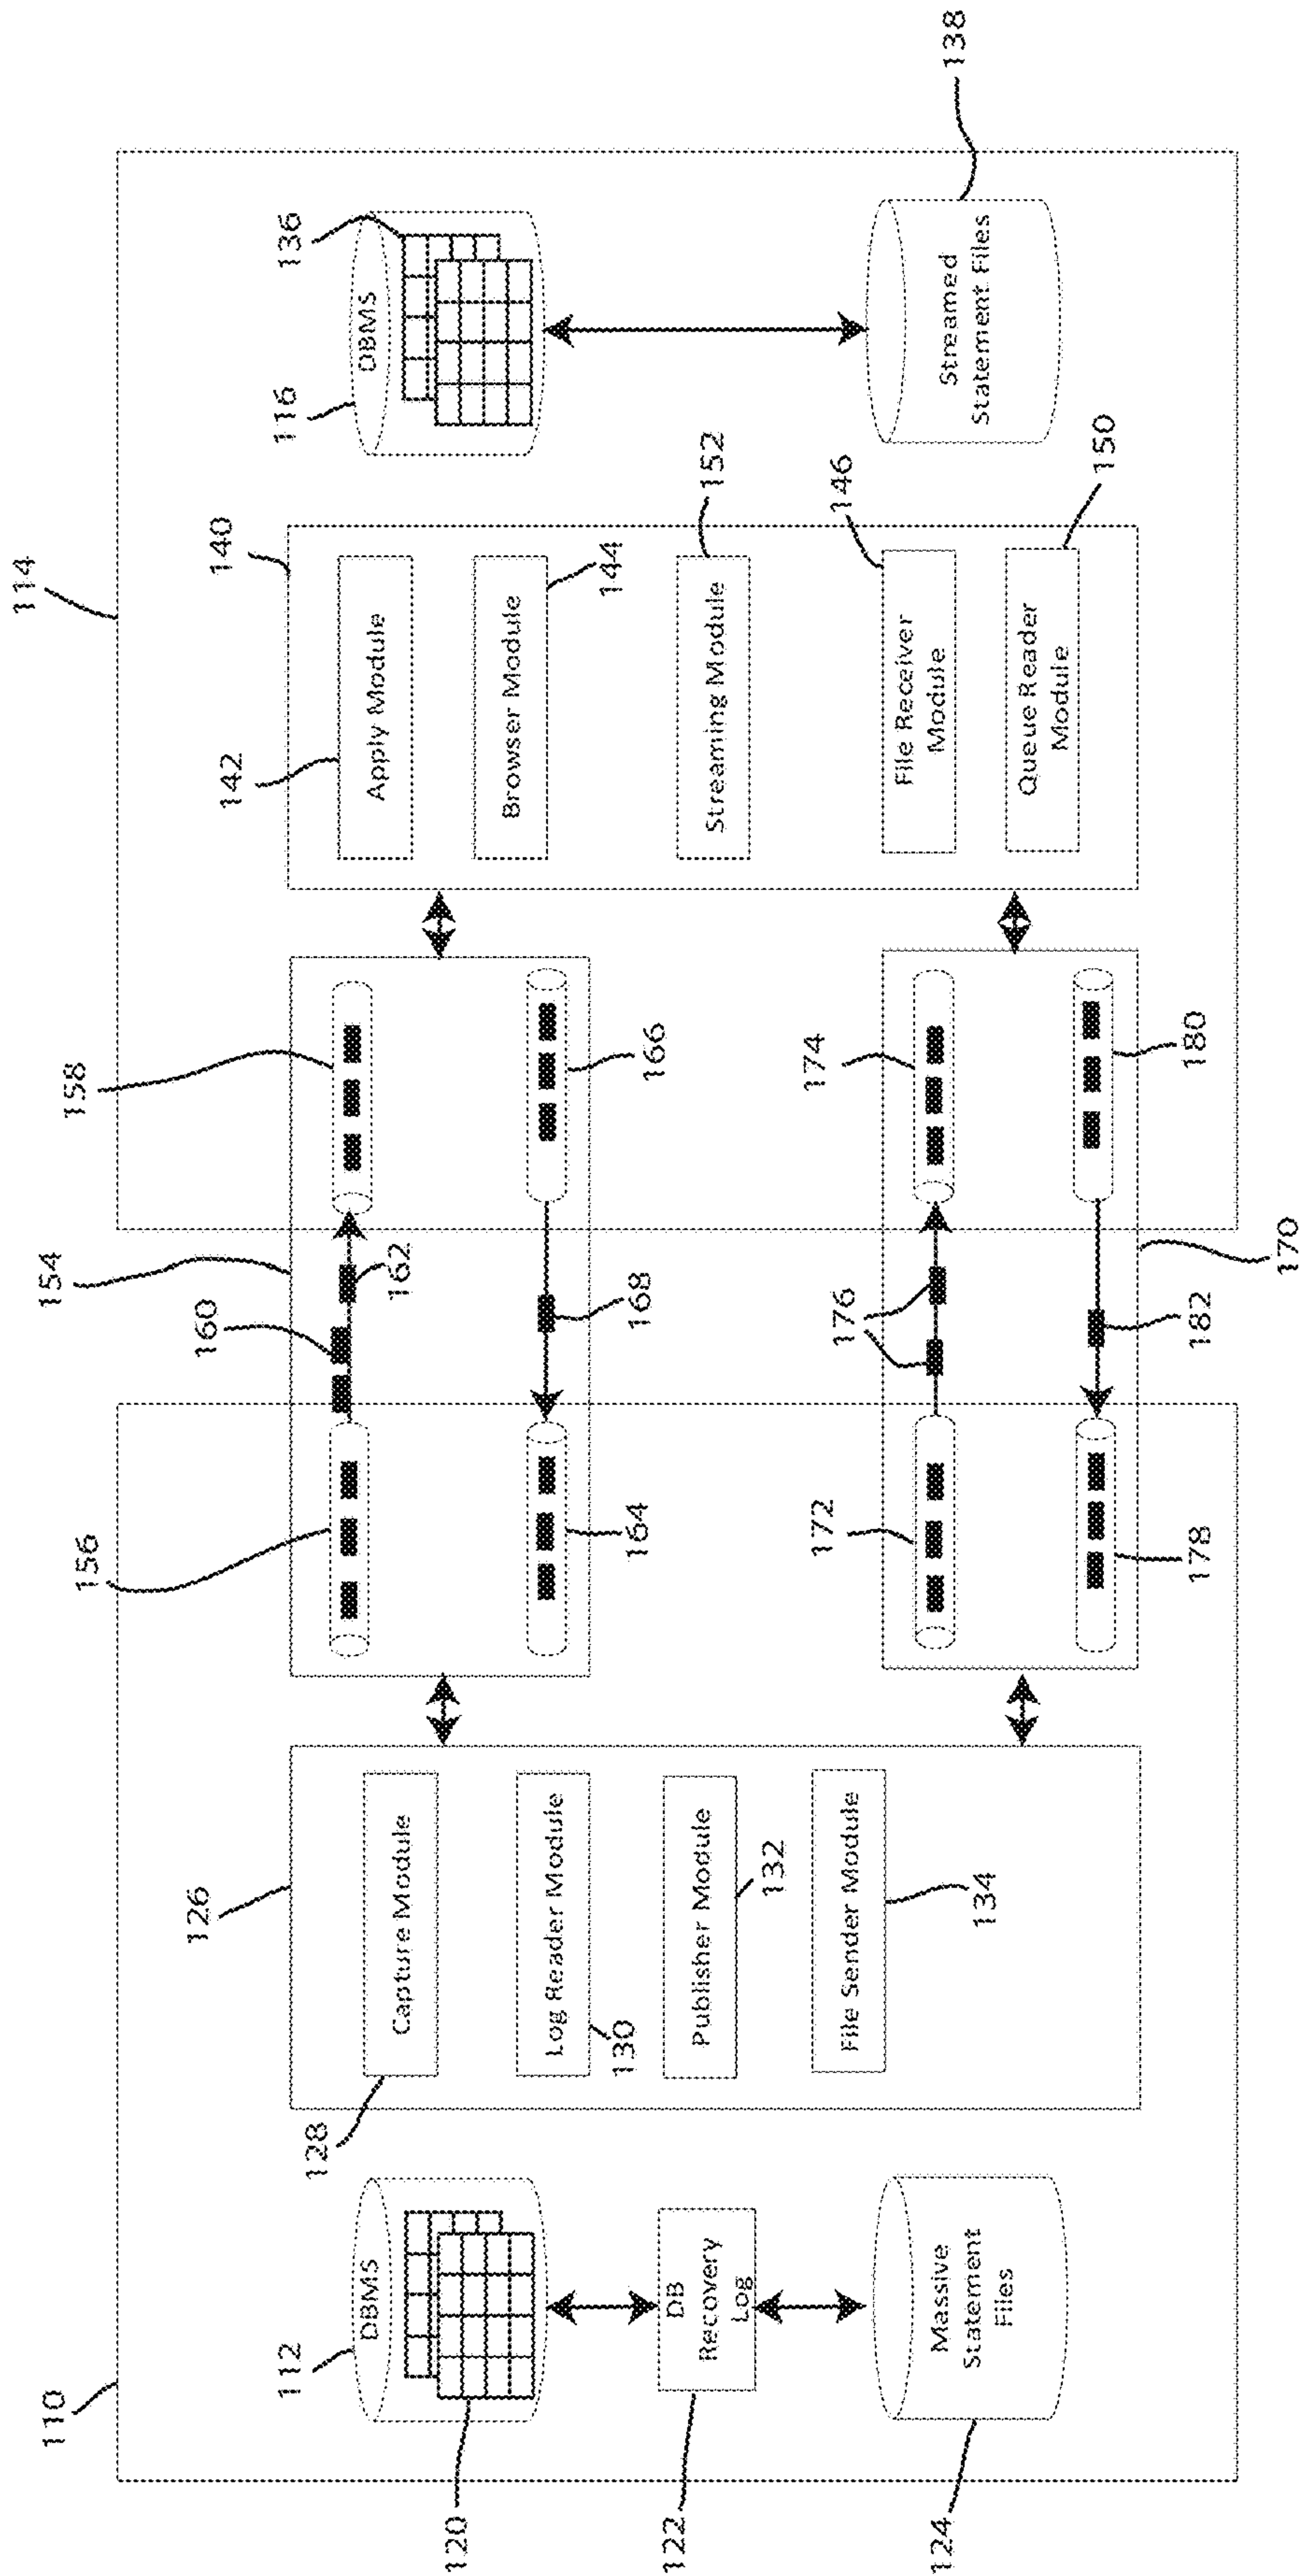 110
114
112
DBMS
120
122
DB
Recovery
Log
124
Massive
Statement
Files
126
128
Capture Module
Log Reader Module
130
Publisher Module
132
File Sender Module
134
154
156
158
160
162
164
166
168
170
172
174
176
178
180
182
140
142
Apply Module
Browser Module
144
Streaming Module
152
146
File Receiver
Module
150
Queue Reader
Module
116
DBMS
136
138
Streamed
Statement Files